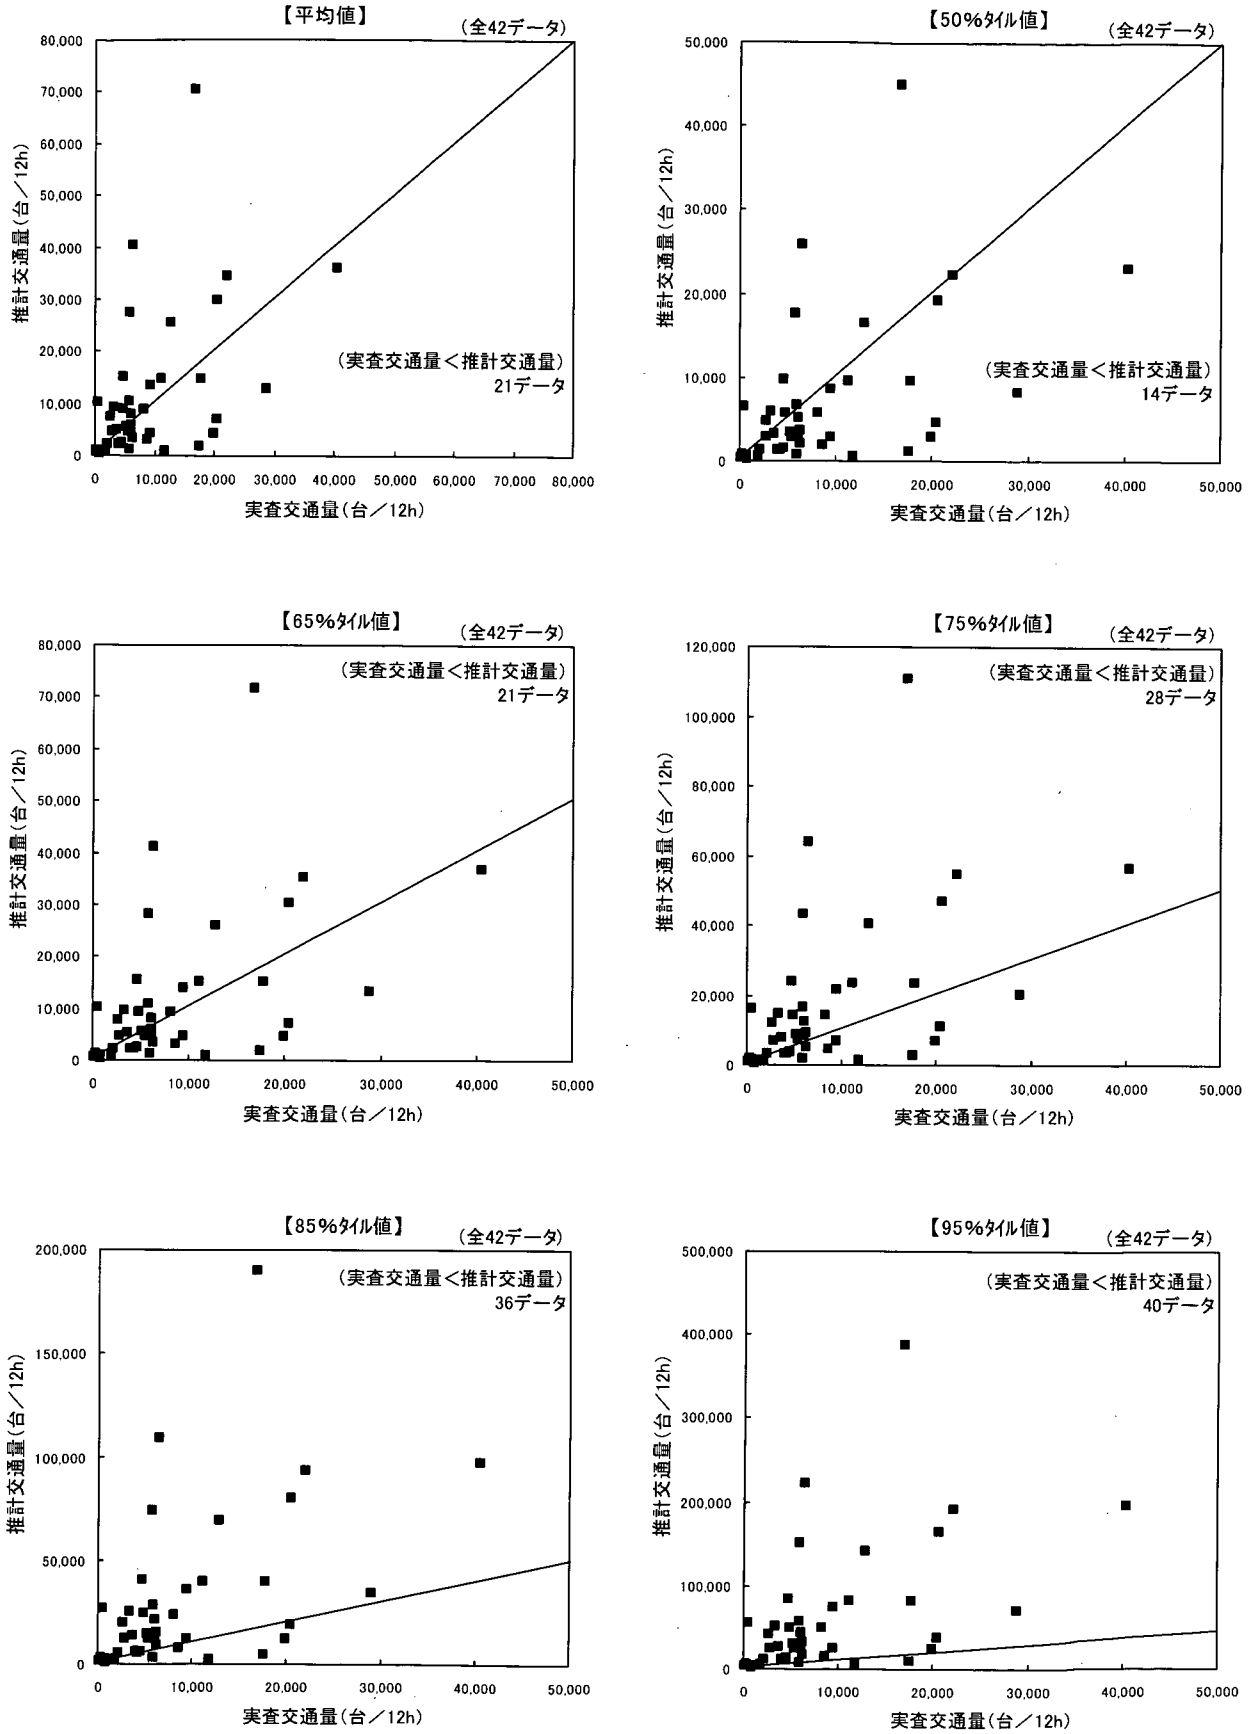 【平均値】
(全42データ)
80,000
70,000
60,000
50,000
40,000
30,000
20,000
10,000
0
推計交通量(台／12h)
(実査交通量＜推計交通量)
21データ
0 10,000 20,000 30,000 40,000 50,000 60,000 70,000 80,000
実査交通量(台／12h)
【50%タイル値】
(全42データ)
50,000
40,000
30,000
20,000
10,000
0
推計交通量(台／12h)
(実査交通量＜推計交通量)
14データ
0 10,000 20,000 30,000 40,000 50,000
実査交通量(台／12h)
【65%タイル値】
(全42データ)
80,000
70,000
60,000
50,000
40,000
30,000
20,000
10,000
0
推計交通量(台／12h)
(実査交通量＜推計交通量)
21データ
0 10,000 20,000 30,000 40,000 50,000
実査交通量(台／12h)
【75%タイル値】
(全42データ)
120,000
100,000
80,000
60,000
40,000
20,000
0
推計交通量(台／12h)
(実査交通量＜推計交通量)
28データ
0 10,000 20,000 30,000 40,000 50,000
実査交通量(台／12h)
【85%タイル値】
(全42データ)
200,000
150,000
100,000
50,000
0
推計交通量(台／12h)
(実査交通量＜推計交通量)
36データ
0 10,000 20,000 30,000 40,000 50,000
実査交通量(台／12h)
【95%タイル値】
(全42データ)
500,000
400,000
300,000
200,000
100,000
0
推計交通量(台／12h)
(実査交通量＜推計交通量)
40データ
0 10,000 20,000 30,000 40,000 50,000
実査交通量(台／12h)